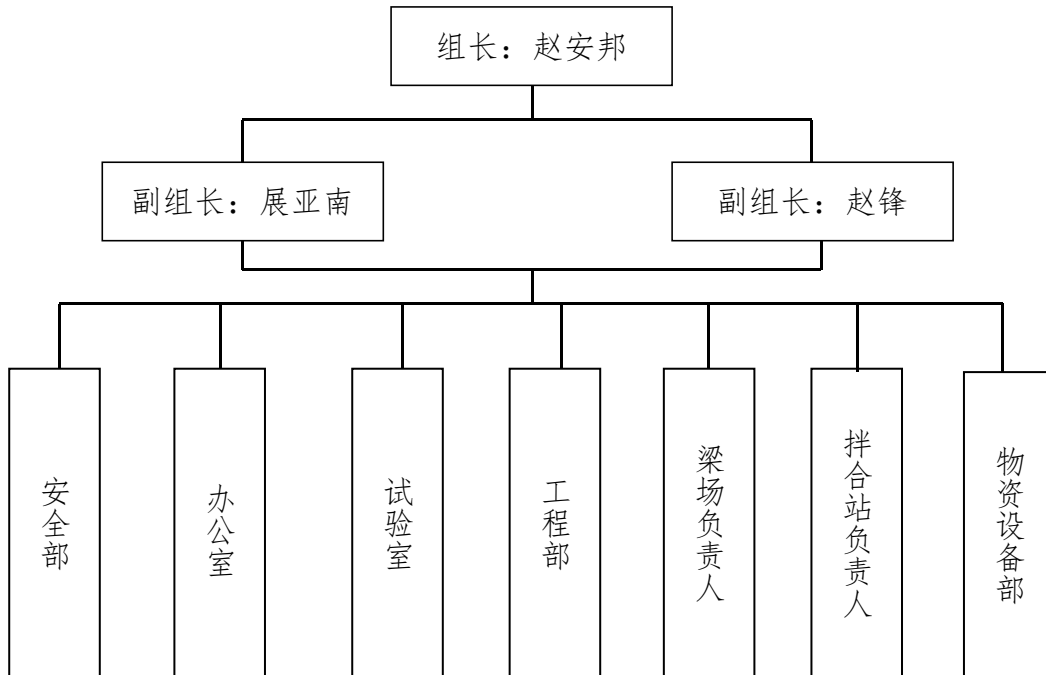 组长：赵安邦
副组长：展亚南
副组长：赵锋
安全部
办公室
试验室
工程部
梁场负责人
拌合站负责人
物资设备部